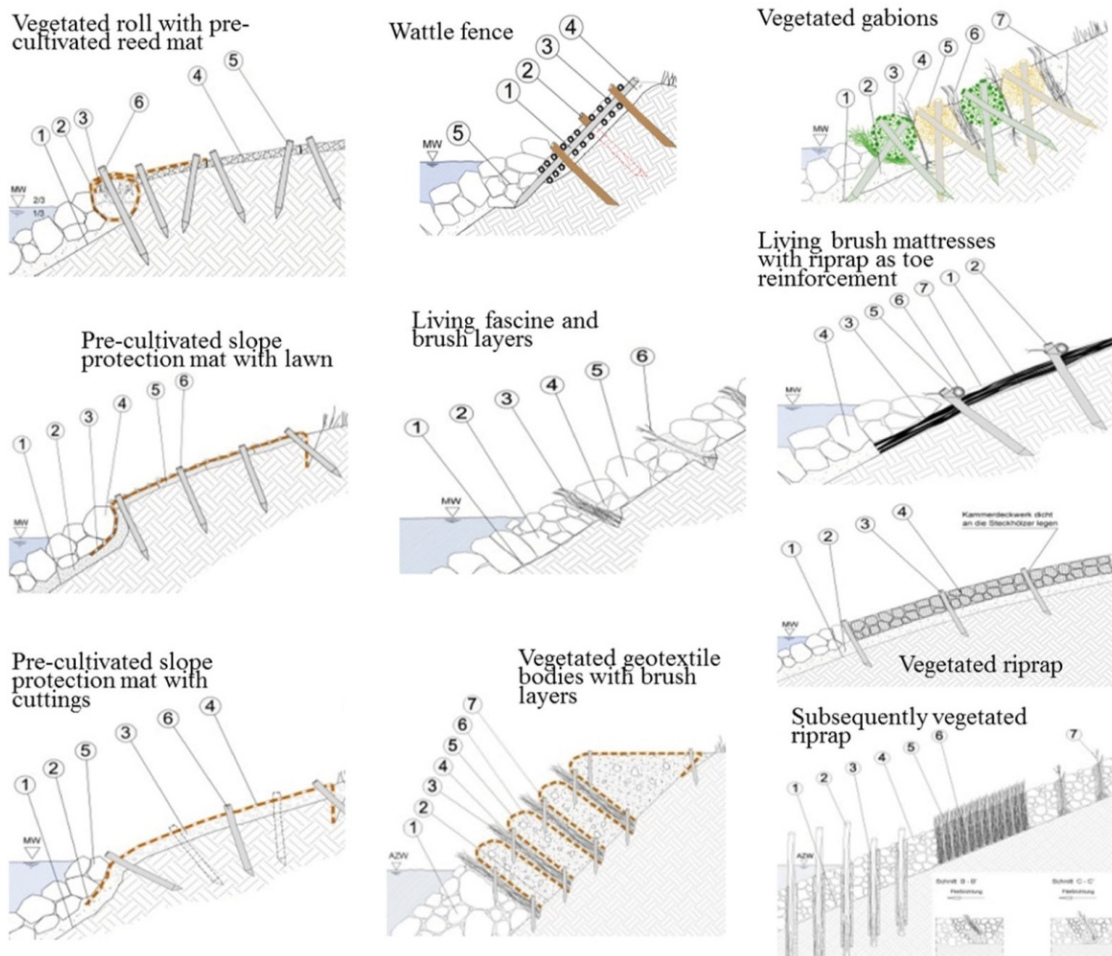 Vegetated roll with pre-
cultivated reed mat
5
4
6
3
2
1
MW
2/3
1/3
Wattle fence
4
3
2
1
5
MW
Vegetated gabions
7
6
5
4
3
2
1
MW
Pre-cultivated slope
protection mat with lawn
6
5
4
3
2
1
MW
Living fascine and
brush layers
6
5
4
3
2
1
MW
Living brush mattresses
with riprap as toe
reinforcement
2
1
7
6
5
3
4
MW
Kammerdeckwerk dicht
an die Steckhölzer legen
4
3
2
1
MW
Vegetated riprap
Pre-cultivated slope
protection mat with
cuttings
4
6
3
5
2
1
MW
Vegetated geotextile
bodies with brush
layers
7
6
5
4
3
2
1
AZW
Subsequently vegetated
riprap
7
6
5
4
3
2
1
AZW
Schnitt B - B'
Fließrichtung
Schnitt C - C'
Fließrichtung